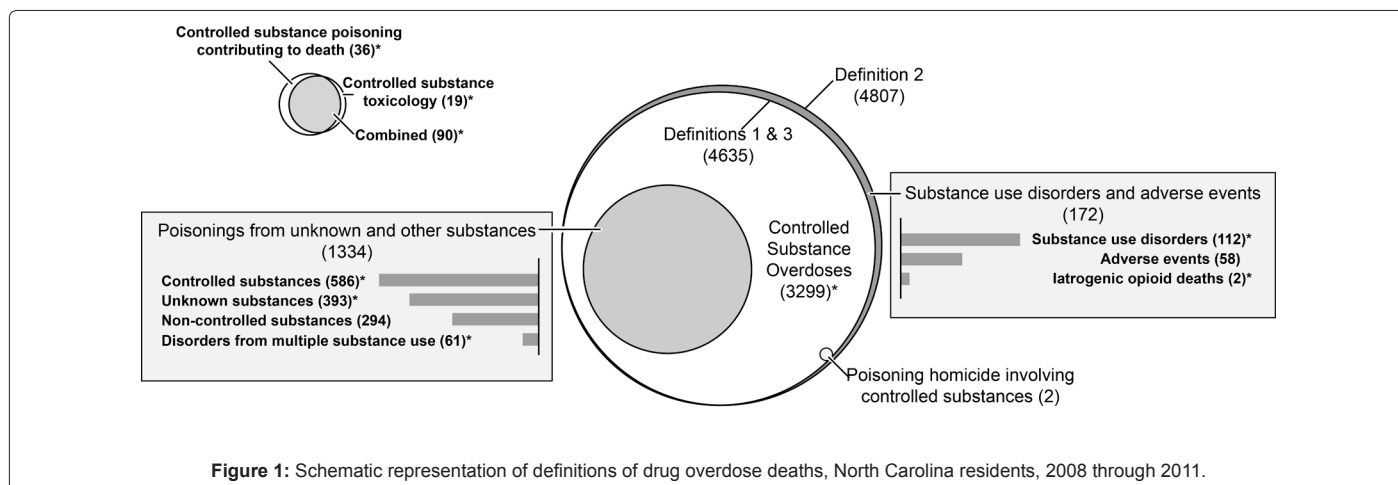 Controlled substance poisoning
contributing to death (36)*
Controlled substance
toxicology (19)*
Combined (90)*
Definition 2
(4807)
Definitions 1 & 3
(4635)
Poisonings from unknown and other substances
(1334)
Controlled substances (586)*
Unknown substances (393)*
Non-controlled substances (294)
Disorders from multiple substance use (61)*
Controlled
Substance
Overdoses
(3299)*
Substance use disorders and adverse events
(172)
Substance use disorders (112)*
Adverse events (58)
Iatrogenic opioid deaths (2)*
Poisoning homicide involving
controlled substances (2)
Figure 1: Schematic representation of definitions of drug overdose deaths, North Carolina residents, 2008 through 2011.